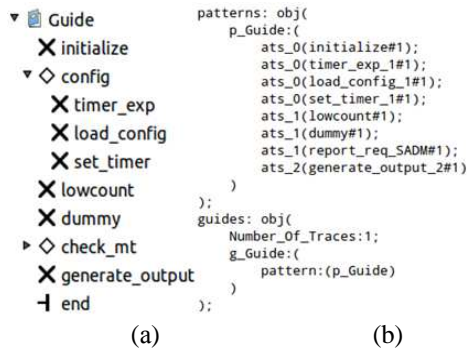 Guide
initialize
config
timer_exp
load_config
set_timer
lowcount
dummy
check_mt
generate_output
end
(a)
patterns: obj(
p_Guide:(
ats_0(initialize#1);
ats_0(timer_exp_1#1);
ats_0(load_config_1#1);
ats_0(set_timer_1#1);
ats_1(lowcount#1);
ats_1(dummy#1);
ats_1(report_req_SADM#1);
ats_2(generate_output_2#1)
)
);
guides: obj(
Number_Of_Traces:1;
g_Guide:(
pattern:(p_Guide)
)
);
(b)